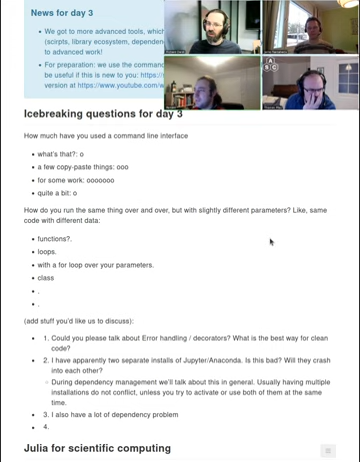 News for day 3
We got to more advanced tools, which
(acirpts, library ecosystem, dependen
to advanced work!
For preparation: we use the command
be useful if this is new to you: https:/
version at https://www.youtube.com/w
Icebreaking questions for day 3
How much have you used a command line interface
what's that?: o
a few copy-paste things: ooo
for some work: ooooooo
quite a bit: o
How do you run the same thing over and over, but with slightly different parameters? Like, same
code with different data:
functions?.
loops.
with a for loop over your parameters.
class
.
.
(add stuff you'd like us to discuss):
1. Could you please talk about Error handling / decorators? What is the best way for clean
code?
2. I have apparently two separate installs of Jupyter/Anaconda. Is this bad? Will they crash
into each other?
During dependency management we'll talk about this in general. Usually having multiple
installations do not conflict, unless you try to activate or use both of them at the same
time.
3. I also have a lot of dependency problem
4.
Julia for scientific computing